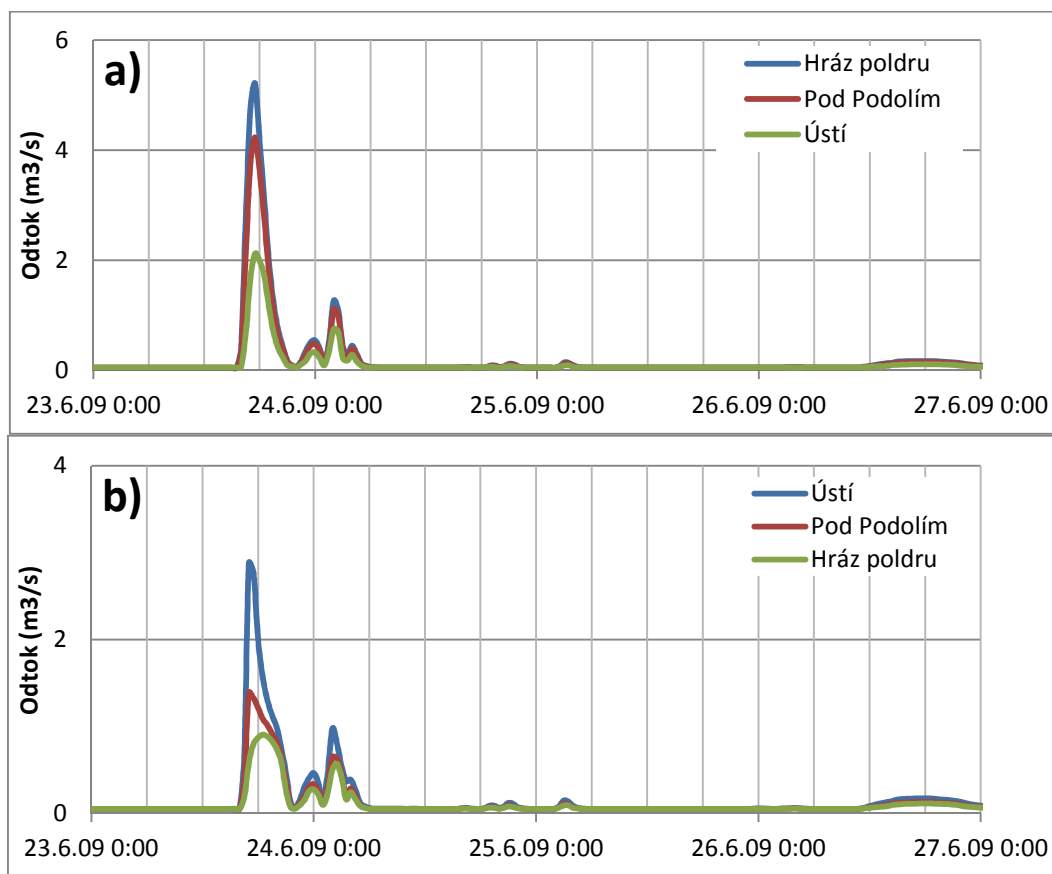 a)
Odtok (m3/s)
6
4
2
0
Hráz poldru
Pod Podolím
Ústí
23.6.09 0:00
24.6.09 0:00
25.6.09 0:00
26.6.09 0:00
27.6.09 0:00
b)
Odtok (m3/s)
4
2
0
Ústí
Pod Podolím
Hráz poldru
23.6.09 0:00
24.6.09 0:00
25.6.09 0:00
26.6.09 0:00
27.6.09 0:00